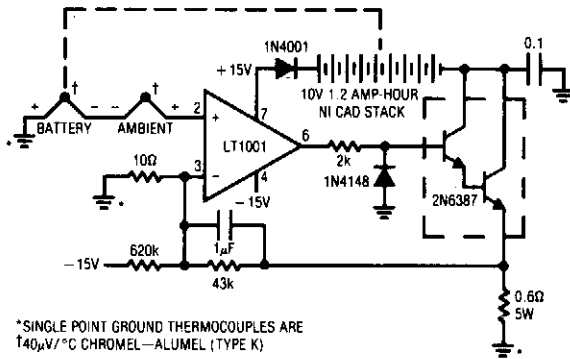 1N4001
0.1
+15V
10V 1.2 AMP-HOUR
NI CAD STACK
†
†
+ - - +
BATTERY
AMBIENT
2
+
7
LT1001
6
3
-
4
-15V
10Ω
2k
1N4148
2N6387
1µF
620k
-15V
43k
0.6Ω
5W
*
*
*
*SINGLE POINT GROUND THERMOCOUPLES ARE
†40µV/°C CHROMEL—ALUMEL (TYPE K)